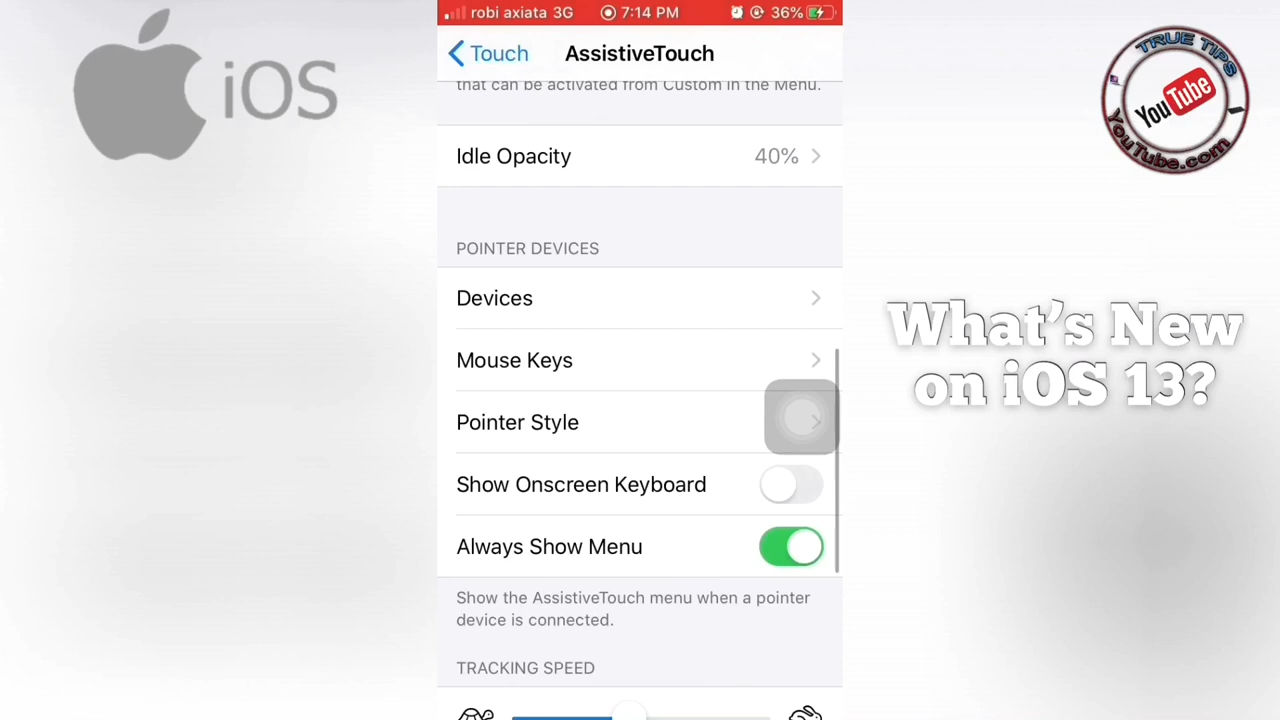 iOS
robi axiata 3G 7:14 PM 36%
Touch AssistiveTouch
that can be activated from Custom in the Menu.
Idle Opacity 40%
POINTER DEVICES
Devices
Mouse Keys
Pointer Style
Show Onscreen Keyboard
Always Show Menu
Show the AssistiveTouch menu when a pointer
device is connected.
TRACKING SPEED
TRUE TIPS
YouTube
YouTube.com
What's New
on iOS 13?